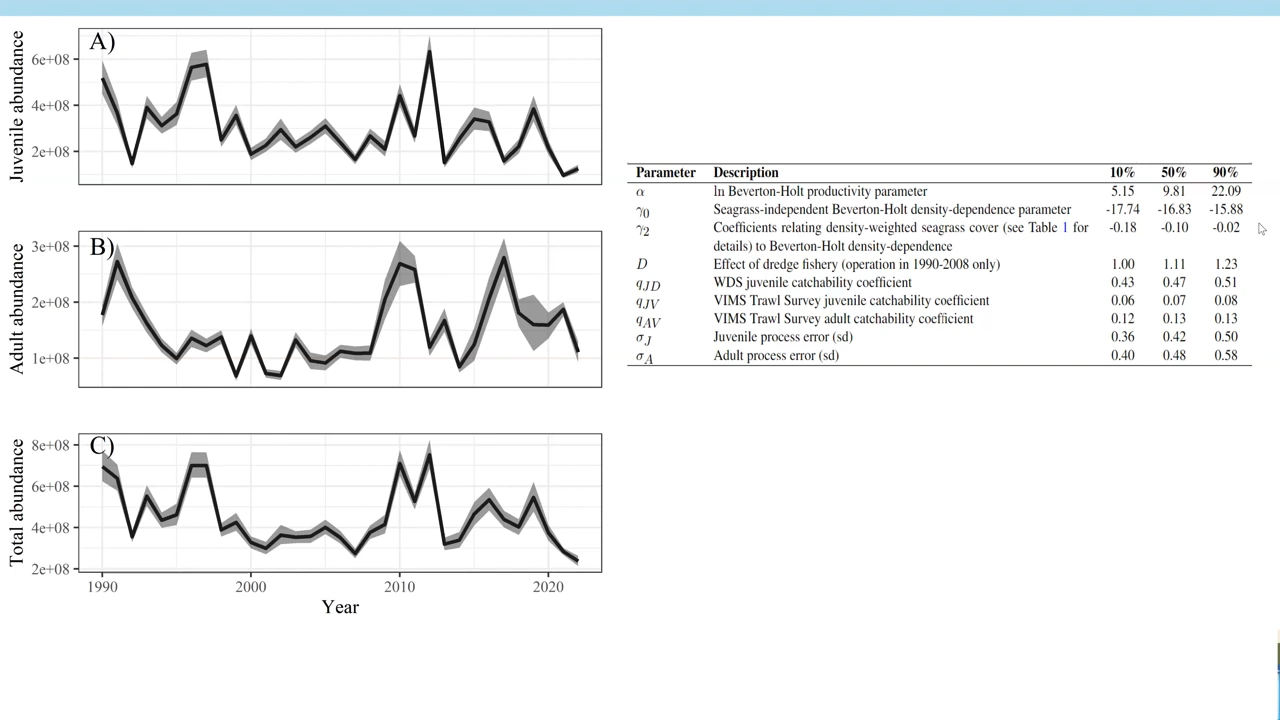 A)
Juvenile abundance
6e+08
4e+08
2e+08
B)
Adult abundance
3e+08
2e+08
1e+08
C)
Total abundance
8e+08
6e+08
4e+08
2e+08
1990 2000 2010 2020
Year
Parameter Description 10% 50% 90%
α ln Beverton-Holt productivity parameter 5.15 9.81 22.09
γ0 Seagrass-independent Beverton-Holt density-dependence parameter -17.74 -16.83 -15.88
γ2 Coefficients relating density-weighted seagrass cover (see Table 1 for -0.18 -0.10 -0.02
details) to Beverton-Holt density-dependence
D Effect of dredge fishery (operation in 1990-2008 only) 1.00 1.11 1.23
qJD WDS juvenile catchability coefficient 0.43 0.47 0.51
qJV VIMS Trawl Survey juvenile catchability coefficient 0.06 0.07 0.08
qAV VIMS Trawl Survey adult catchability coefficient 0.12 0.13 0.13
σJ Juvenile process error (sd) 0.36 0.42 0.50
σA Adult process error (sd) 0.40 0.48 0.58